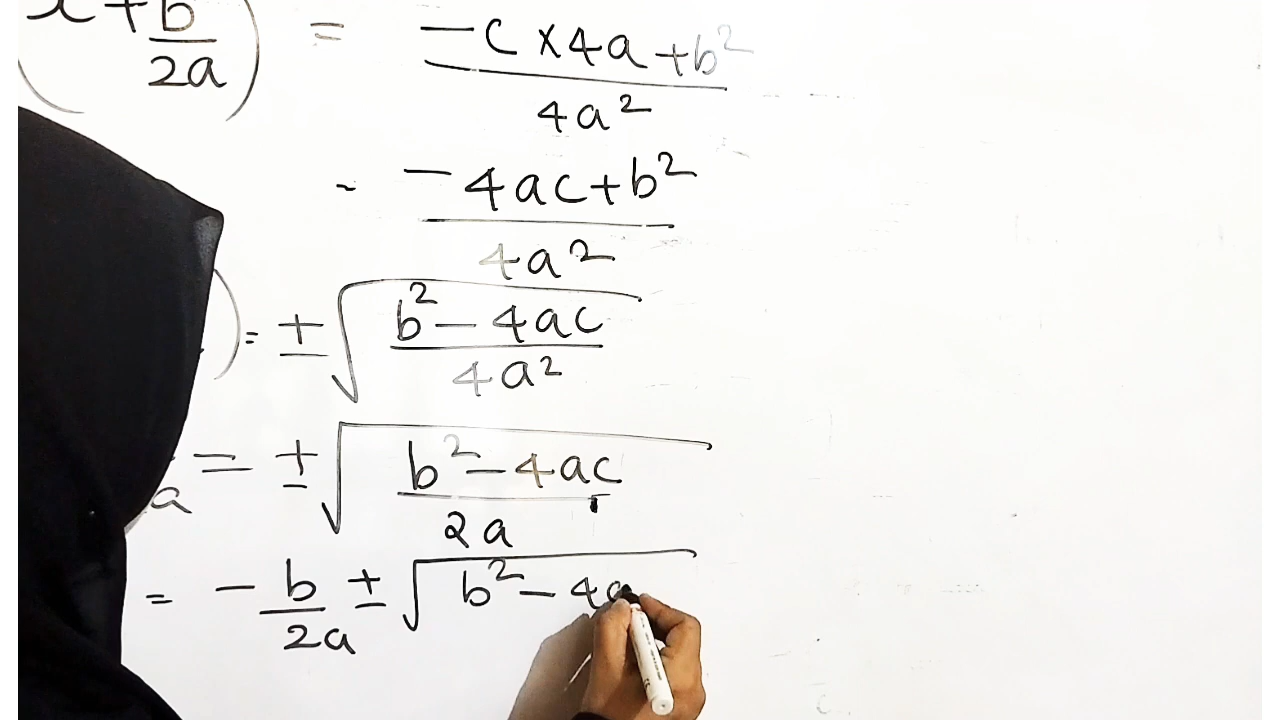 (x + b/2a) = -c × 4a + b² / 4a²
- -4ac + b² / 4a²
) = ± √(b² - 4ac / 4a²)
a = ± √(b² - 4ac / 2a)
= -b/2a ± √(b² - 4a